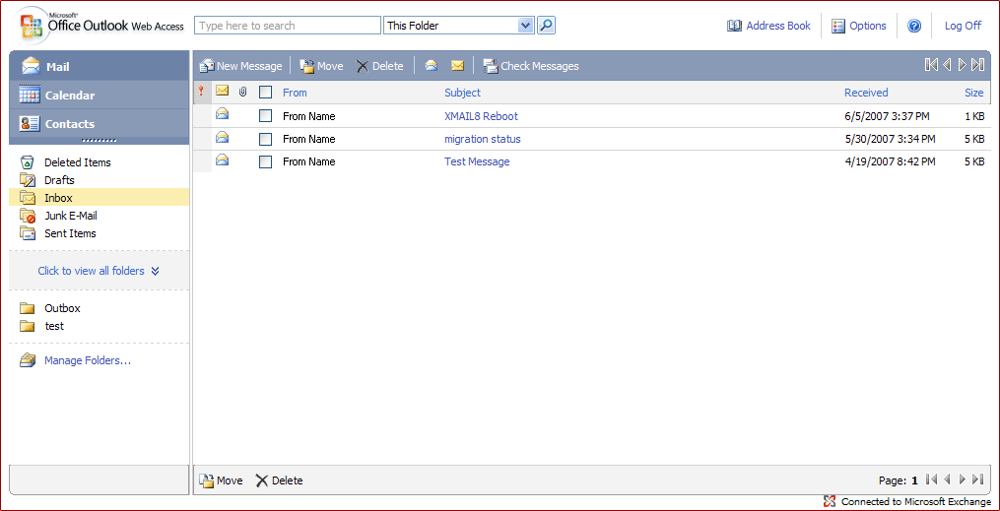 Microsoft®
Office Outlook Web Access
Type here to search
This Folder
Address Book
Options
Log Off
Mail
Calendar
Contacts
New Message
Move
Delete
Check Messages
From
Subject
Received
Size
From Name
XMAIL8 Reboot
6/5/2007 3:37 PM
1 KB
From Name
migration status
5/30/2007 3:34 PM
5 KB
From Name
Test Message
4/19/2007 8:42 PM
5 KB
Deleted Items
Drafts
Inbox
Junk E-Mail
Sent Items
Click to view all folders
Outbox
test
Manage Folders...
Move
Delete
Page: 1
Connected to Microsoft Exchange